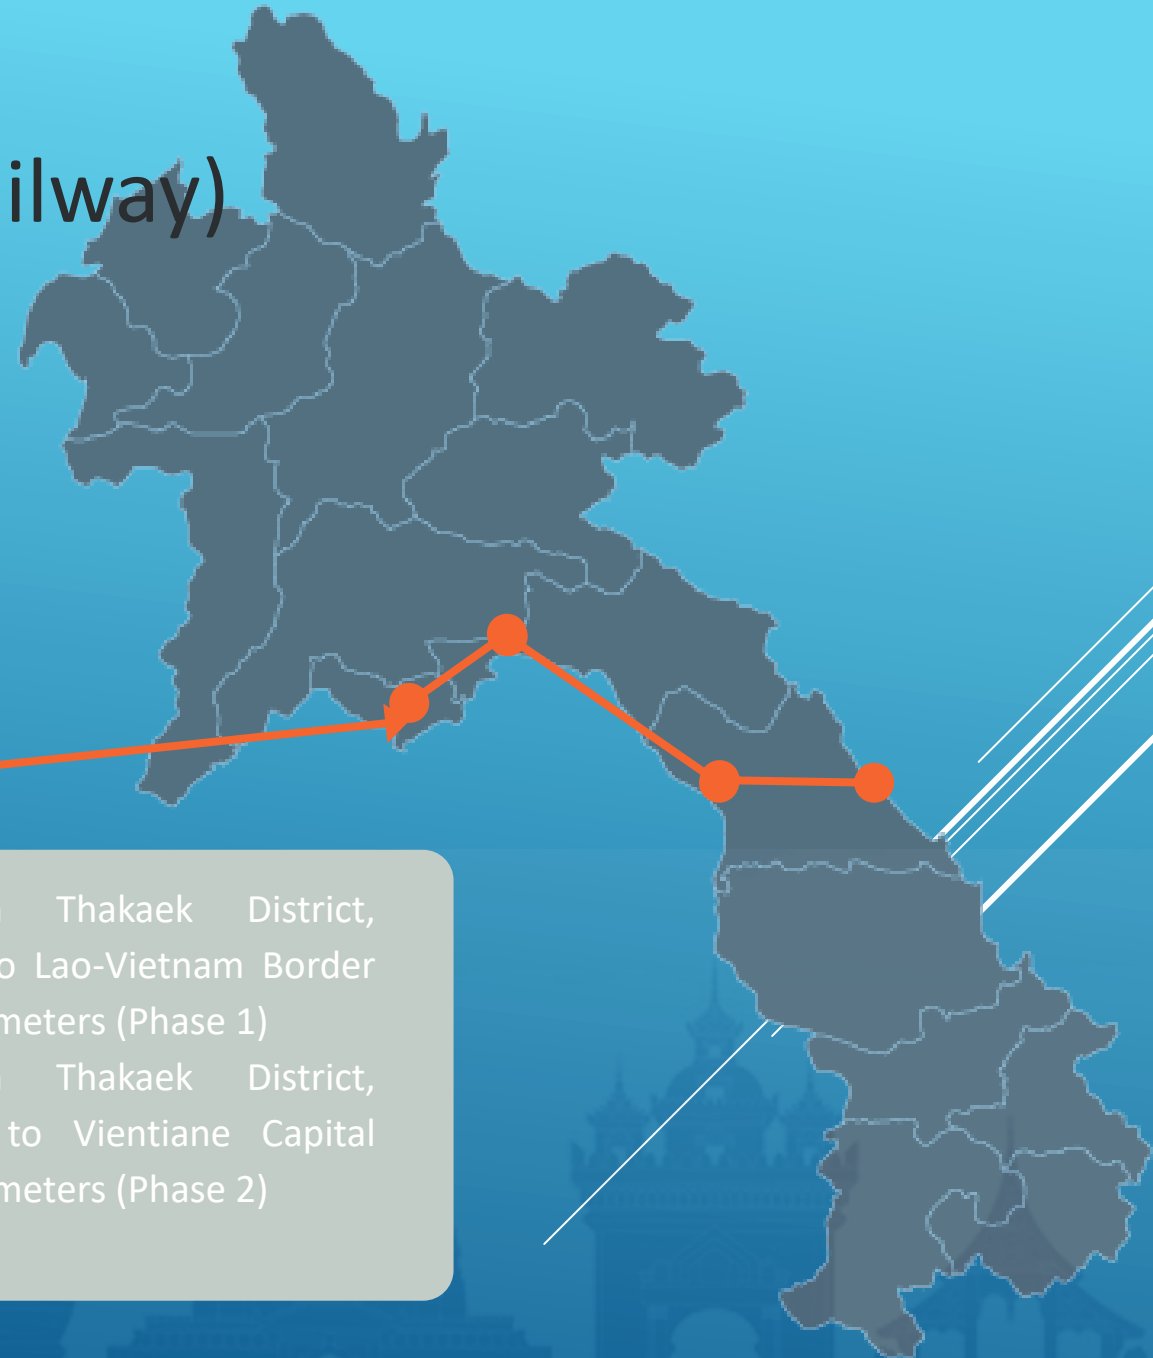 ilway)
Thakaek District,
Lao-Vietnam Border
meters (Phase 1)
Thakaek District,
to Vientiane Capital
meters (Phase 2)